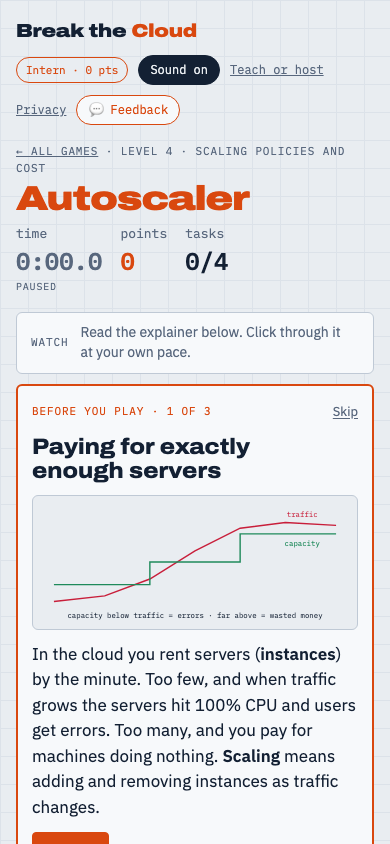 Break the Cloud
Intern · 0 pts
Sound on
Teach or host
Privacy
💬 Feedback
← ALL GAMES · LEVEL 4 · SCALING POLICIES AND
COST
Autoscaler
time points tasks
0:00.0 0 0/4
PAUSED
WATCH
Read the explainer below. Click through it
at your own pace.
BEFORE YOU PLAY · 1 OF 3
Skip
Paying for exactly
enough servers
traffic
capacity
capacity below traffic = errors · far above = wasted money
In the cloud you rent servers (instances)
by the minute. Too few, and when traffic
grows the servers hit 100% CPU and users
get errors. Too many, and you pay for
machines doing nothing. Scaling means
adding and removing instances as traffic
changes.